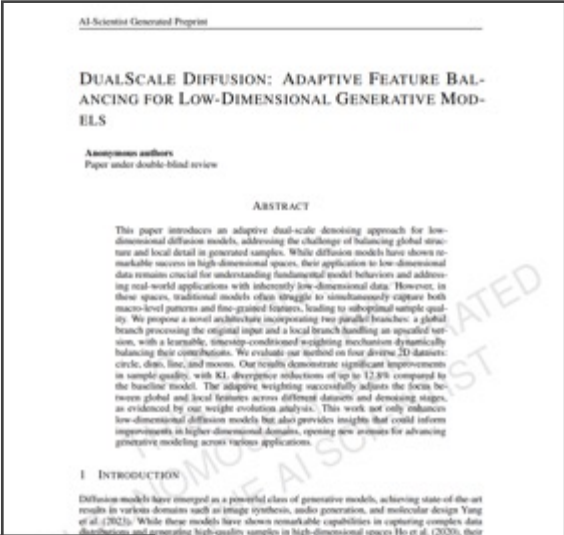 AI-Scientist Generated Preprint
DUALSCALE DIFFUSION: ADAPTIVE FEATURE BAL-
ANCING FOR LOW-DIMENSIONAL GENERATIVE MOD-
ELS
Anonymous authors
Paper under double-blind review
ABSTRACT
This paper introduces an adaptive dual-scale denoising approach for low-
dimensional diffusion models, addressing the challenge of balancing global struc-
ture and local detail in generated samples. While diffusion models have shown re-
markable success in high-dimensional spaces, their application to low-dimensional
data remains crucial for understanding fundamental model behaviors and address-
ing real-world applications with inherently low-dimensional data. However, in
these spaces, traditional models often struggle to simultaneously capture both
macro-level patterns and fine-grained features, leading to suboptimal sample qual-
ity. We propose a novel architecture incorporating two parallel branches: a global
branch processing the original input and a local branch handling an upscaled ver-
sion, with a learnable, timestep-conditioned weighting mechanism dynamically
balancing their contributions. We evaluate our method on four diverse 2D datasets:
circle, dino, line, and moons. Our results demonstrate significant improvements
in sample quality, with KL divergence reductions of up to 12.8% compared to
the baseline model. The adaptive weighting successfully adjusts the focus be-
tween global and local features across different datasets and denoising stages,
as evidenced by our weight evolution analysis. This work not only enhances
low-dimensional diffusion models but also provides insights that could inform
improvements in higher-dimensional domains, opening new avenues for advancing
generative modeling across various applications.
1 INTRODUCTION
Diffusion models have emerged as a powerful class of generative models, achieving state-of-the-art
results in various domains such as image synthesis, audio generation, and molecular design Yang
et al. (2023). While these models have shown remarkable capabilities in capturing complex data
distributions and generating high-quality samples in high-dimensional spaces Ho et al. (2020), their